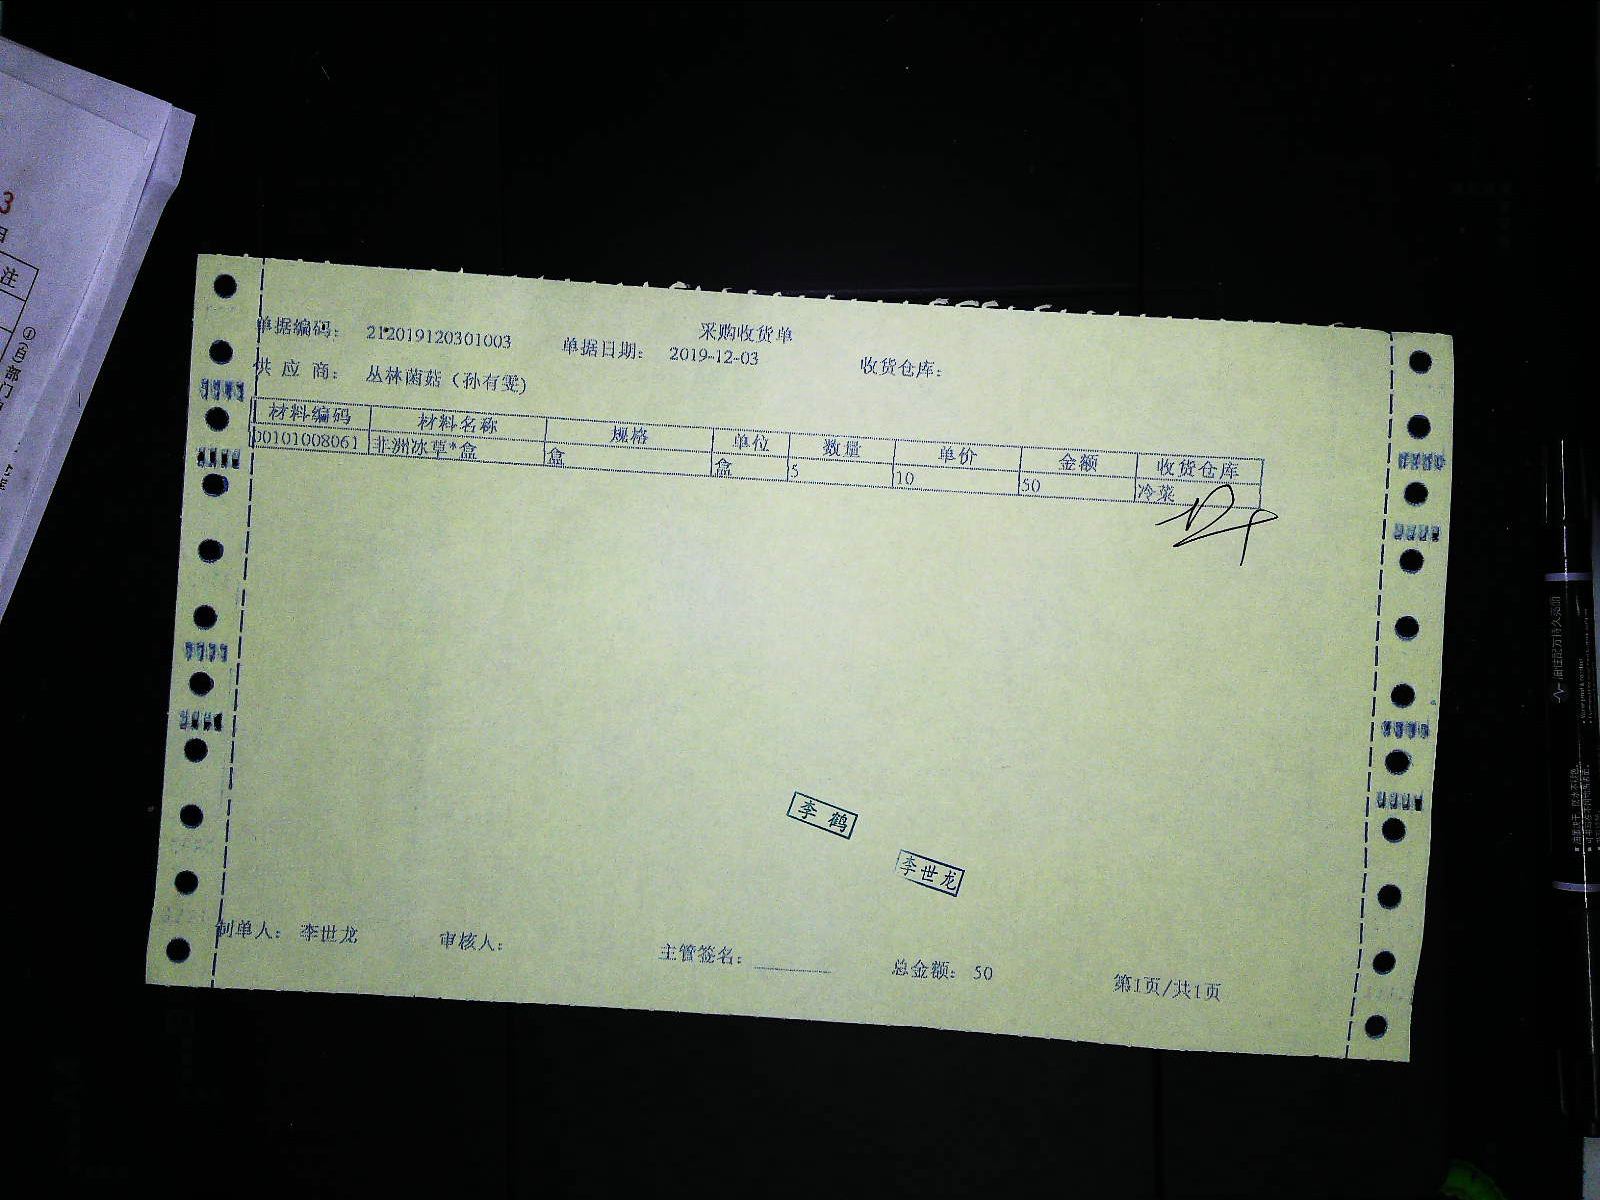 采购收货单
单据编码： 212019120301003 单据日期： 2019-12-03 收货仓库：
供 应 商： 丛林菌菇（孙有雯）
材料编码 材料名称 规格 单位 数量 单价 金额 收货仓库
00101008061 非洲冰草*盒 盒 盒 5 10 50 冷菜
李 鹤
李世龙
制单人： 李世龙 审核人： 主管签名： 总金额： 50 第1页/共1页
3
注
部门